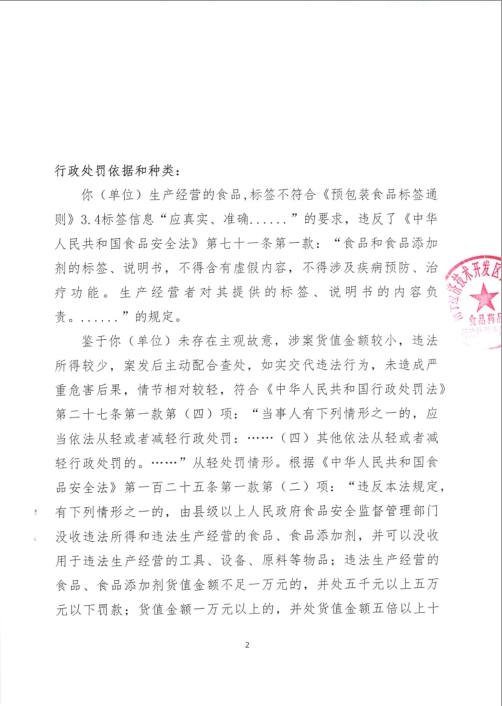 行政处罚依据和种类：
你（单位）生产经营的食品,标签不符合《预包装食品标签通
则》3.4标签信息“应真实、准确......”的要求，违反了《中华
人民共和国食品安全法》第七十一条第一款：“食品和食品添加
剂的标签、说明书，不得含有虚假内容，不得涉及疾病预防、治
疗功能。生产经营者对其提供的标签、说明书的内容负
责。......”的规定。
鉴于你（单位）未存在主观故意，涉案货值金额较小，违法
所得较少，案发后主动配合查处，如实交代违法行为，未造成严
重危害后果，情节相对较轻，符合《中华人民共和国行政处罚法》
第二十七条第一款第（四）项：“当事人有下列情形之一的，应
当依法从轻或者减轻行政处罚：……（四）其他依法从轻或者减
轻行政处罚的。……”从轻处罚情形。根据《中华人民共和国食
品安全法》第一百二十五条第一款第（二）项：“违反本法规定，
有下列情形之一的，由县级以上人民政府食品安全监督管理部门
没收违法所得和违法生产经营的食品、食品添加剂，并可以没收
用于违法生产经营的工具、设备、原料等物品；违法生产经营的
食品、食品添加剂货值金额不足一万元的，并处五千元以上五万
元以下罚款；货值金额一万元以上的，并处货值金额五倍以上十
经济技术开发区
食品药品
2